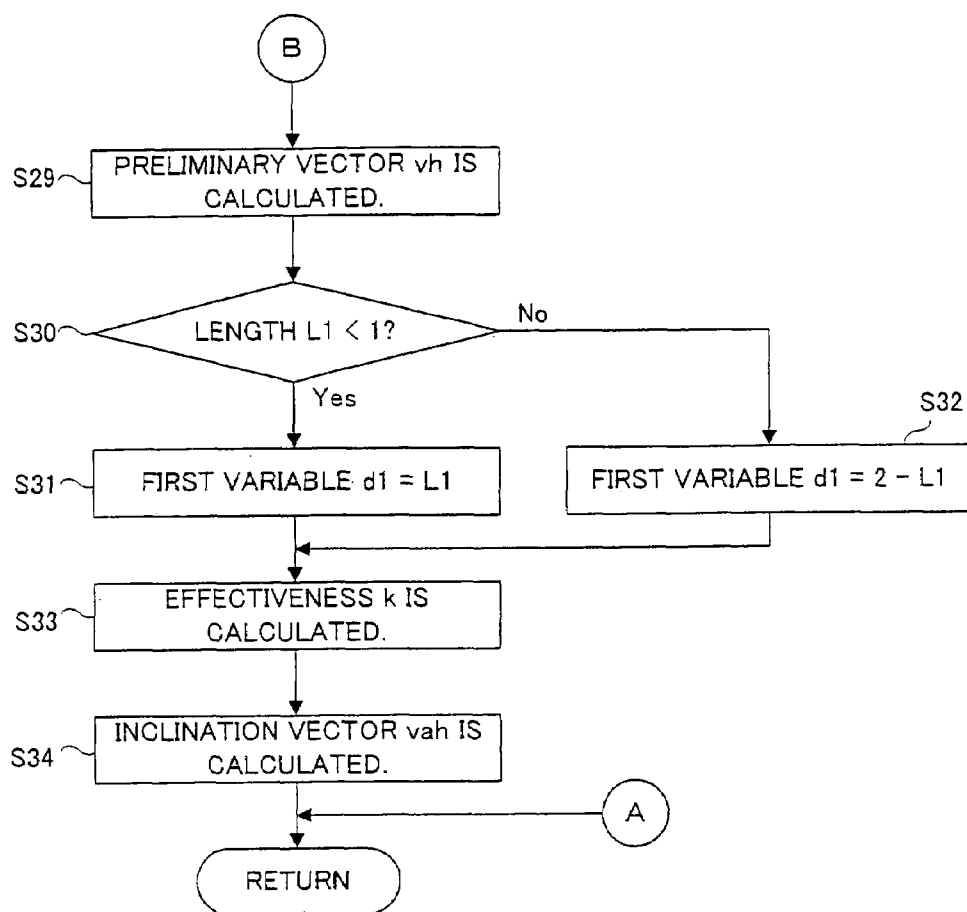 B
S29
PRELIMINARY VECTOR vh IS
CALCULATED.
S30
LENGTH L1 < 1?
No
Yes
S32
S31
FIRST VARIABLE d1 = L1
FIRST VARIABLE d1 = 2 - L1
S33
EFFECTIVENESS k IS
CALCULATED.
S34
INCLINATION VECTOR vah IS
CALCULATED.
A
RETURN